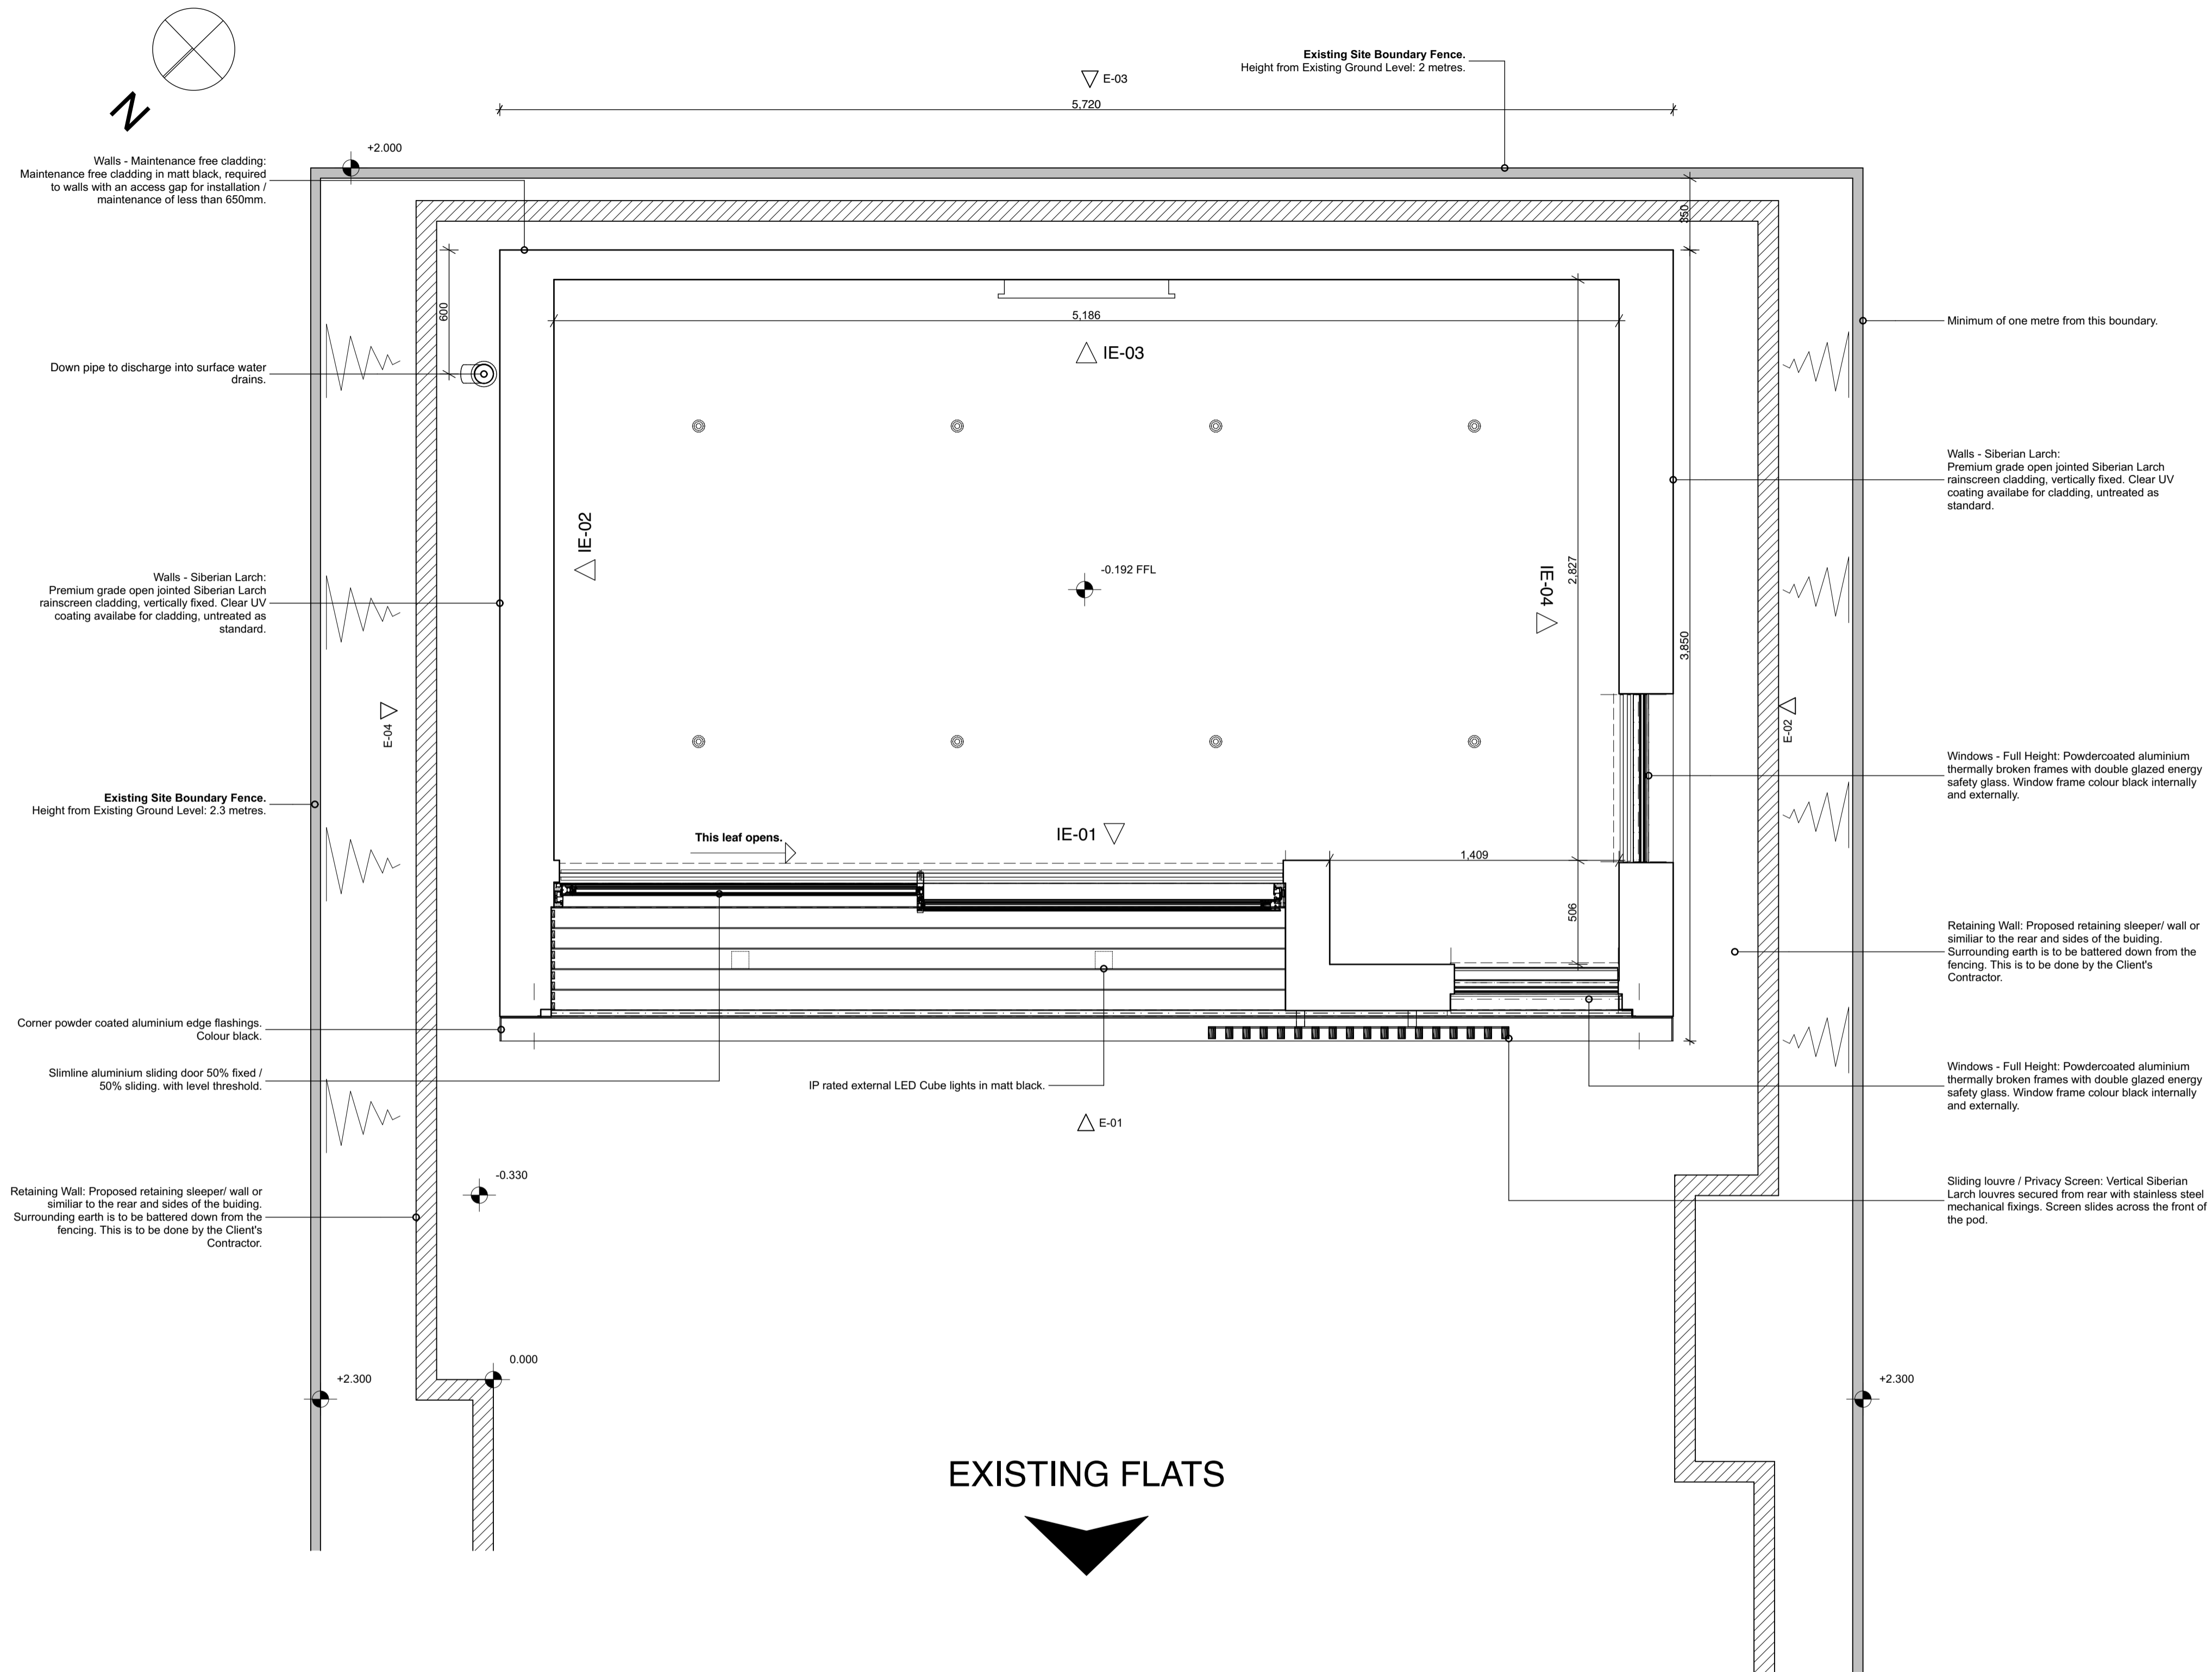 Existing Site Boundary Fence.
Height from Existing Ground Level: 2 metres.
E-03
5,720
N
+2.000
Walls - Maintenance free cladding:
Maintenance free cladding in matt black, required
to walls with an access gap for installation /
maintenance of less than 650mm.
350
600
5,186
Minimum of one metre from this boundary.
IE-03
Down pipe to discharge into surface water
drains.
Walls - Siberian Larch:
Premium grade open jointed Siberian Larch
rainscreen cladding, vertically fixed. Clear UV
coating availabe for cladding, untreated as
standard.
IE-02
-0.192 FFL
2,827
IE-04
Walls - Siberian Larch:
Premium grade open jointed Siberian Larch
rainscreen cladding, vertically fixed. Clear UV
coating availabe for cladding, untreated as
standard.
3,850
E-04
E-02
Windows - Full Height: Powdercoated aluminium
thermally broken frames with double glazed energy
safety glass. Window frame colour black internally
and externally.
Existing Site Boundary Fence.
Height from Existing Ground Level: 2.3 metres.
This leaf opens.
IE-01
1,409
506
Retaining Wall: Proposed retaining sleeper/ wall or
similiar to the rear and sides of the buiding.
Surrounding earth is to be battered down from the
fencing. This is to be done by the Client's
Contractor.
Corner powder coated aluminium edge flashings.
Colour black.
Slimline aluminium sliding door 50% fixed /
50% sliding. with level threshold.
IP rated external LED Cube lights in matt black.
Windows - Full Height: Powdercoated aluminium
thermally broken frames with double glazed energy
safety glass. Window frame colour black internally
and externally.
E-01
-0.330
Retaining Wall: Proposed retaining sleeper/ wall or
similiar to the rear and sides of the buiding.
Surrounding earth is to be battered down from the
fencing. This is to be done by the Client's
Contractor.
Sliding louvre / Privacy Screen: Vertical Siberian
Larch louvres secured from rear with stainless steel
mechanical fixings. Screen slides across the front of
the pod.
0.000
+2.300
+2.300
EXISTING FLATS